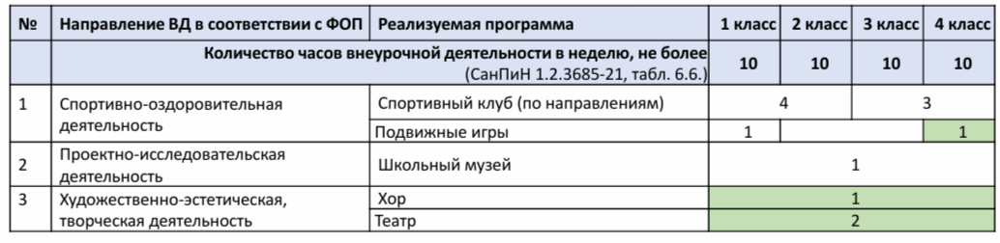 № Направление ВД в соответствии с ФОП Реализуемая программа 1 класс 2 класс 3 класс 4 класс
Количество часов внеурочной деятельности в неделю, не более
(СанПиН 1.2.3685-21, табл. 6.6.) 10 10 10 10
1 Спортивно-оздоровительная Спортивный клуб (по направлениям) 4 3
деятельность
Подвижные игры 1 1
2 Проектно-исследовательская Школьный музей 1
деятельность
3 Художественно-эстетическая, Хор 1
творческая деятельность Театр 2